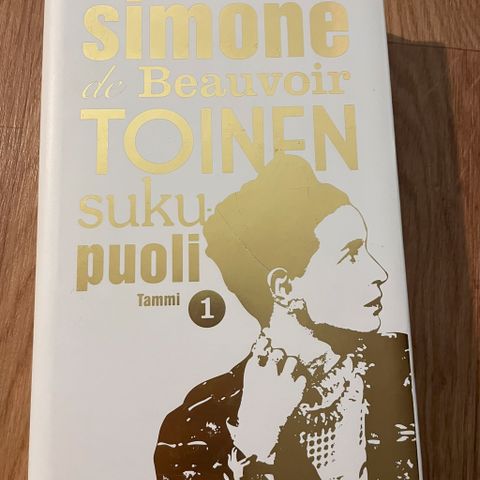 simone
de Beauvoir
TOINEN
suku-
puoli
Tammi 1